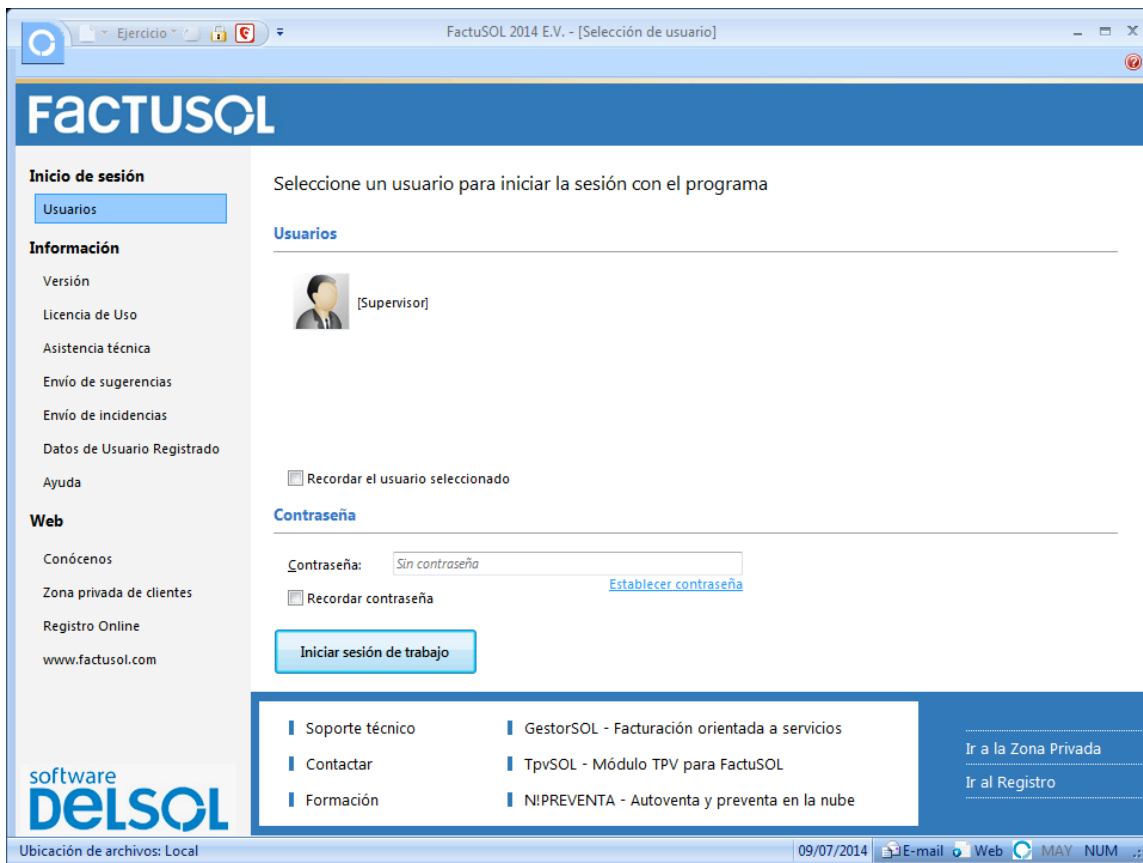 Ejercicio
FactuSOL 2014 E.V. - [Selección de usuario]
FacTUSOL
Inicio de sesión
Usuarios
Información
Versión
Licencia de Uso
Asistencia técnica
Envío de sugerencias
Envío de incidencias
Datos de Usuario Registrado
Ayuda
Web
Conócenos
Zona privada de clientes
Registro Online
www.factusol.com
software
DELSOL
Seleccione un usuario para iniciar la sesión con el programa
Usuarios
[Supervisor]
Recordar el usuario seleccionado
Contraseña
Contraseña:
Sin contraseña
Establecer contraseña
Recordar contraseña
Iniciar sesión de trabajo
Soporte técnico
Contactar
Formación
GestorSOL - Facturación orientada a servicios
TpvSOL - Módulo TPV para FactuSOL
N!PREVENTA - Autoventa y preventa en la nube
Ir a la Zona Privada
Ir al Registro
Ubicación de archivos: Local
09/07/2014
E-mail
Web
MAY
NUM